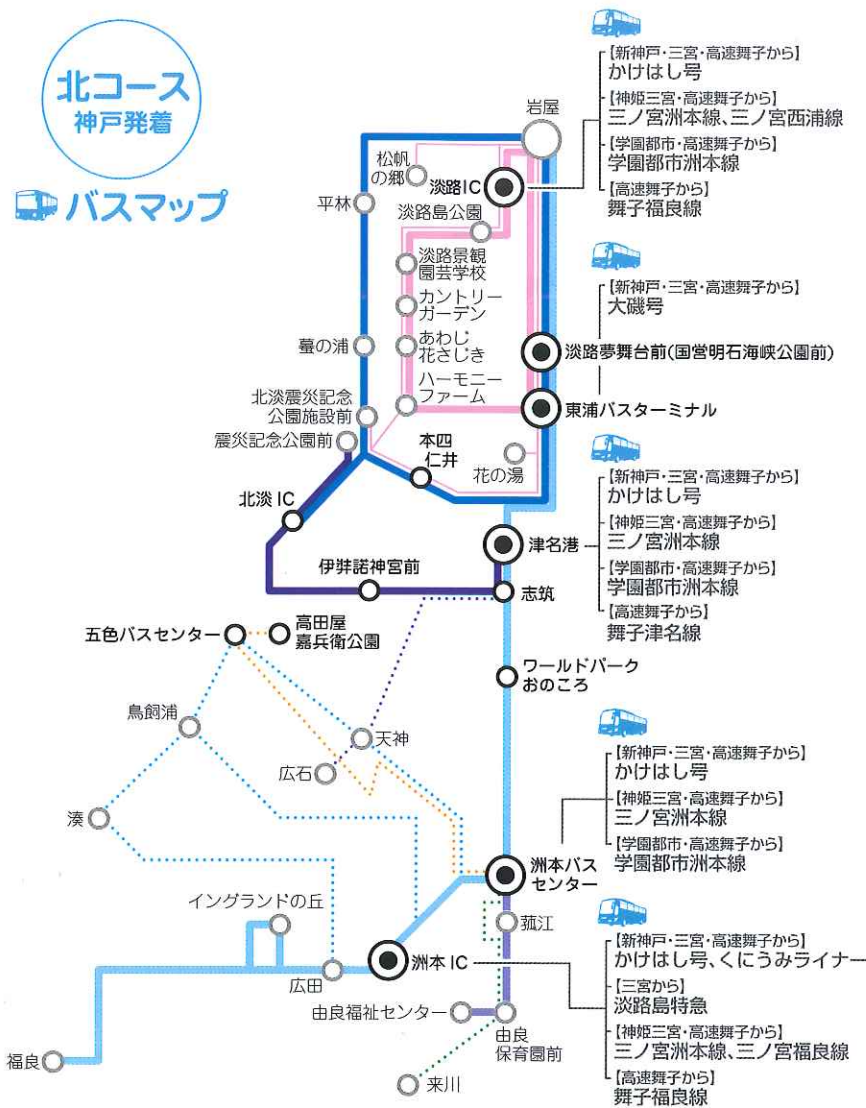 北コース
神戸発着
バスマップ
岩屋
松帆
の郷
淡路IC
平林
淡路島公園
淡路景観
園芸学校
カントリー
ガーデン
蟇の浦
あわじ
花さじき
淡路夢舞台前(国営明石海峡公園前)
ハーモニー
ファーム
北淡震災記念
公園施設前
東浦バスターミナル
震災記念公園前
本四
仁井
花の湯
北淡IC
津名港
伊弉諾神宮前
志筑
五色バスセンター
高田屋
嘉兵衛公園
ワールドパーク
おのころ
鳥飼浦
天神
広石
湊
洲本バス
センター
イングランドの丘
菰江
洲本IC
広田
由良福祉センター
由良
保育園前
福良
来川
【新神戸・三宮・高速舞子から】
かけはし号
【神姫三宮・高速舞子から】
三ノ宮洲本線、三ノ宮西浦線
【学園都市・高速舞子から】
学園都市洲本線
【高速舞子から】
舞子福良線
【新神戸・三宮・高速舞子から】
大磯号
【新神戸・三宮・高速舞子から】
かけはし号
【神姫三宮・高速舞子から】
三ノ宮洲本線
【学園都市・高速舞子から】
学園都市洲本線
【高速舞子から】
舞子津名線
【新神戸・三宮・高速舞子から】
かけはし号
【神姫三宮・高速舞子から】
三ノ宮洲本線
【学園都市・高速舞子から】
学園都市洲本線
【新神戸・三宮・高速舞子から】
かけはし号、くにうみライナー
【三宮から】
淡路島特急
【神姫三宮・高速舞子から】
三ノ宮洲本線、三ノ宮福良線
【高速舞子から】
舞子福良線